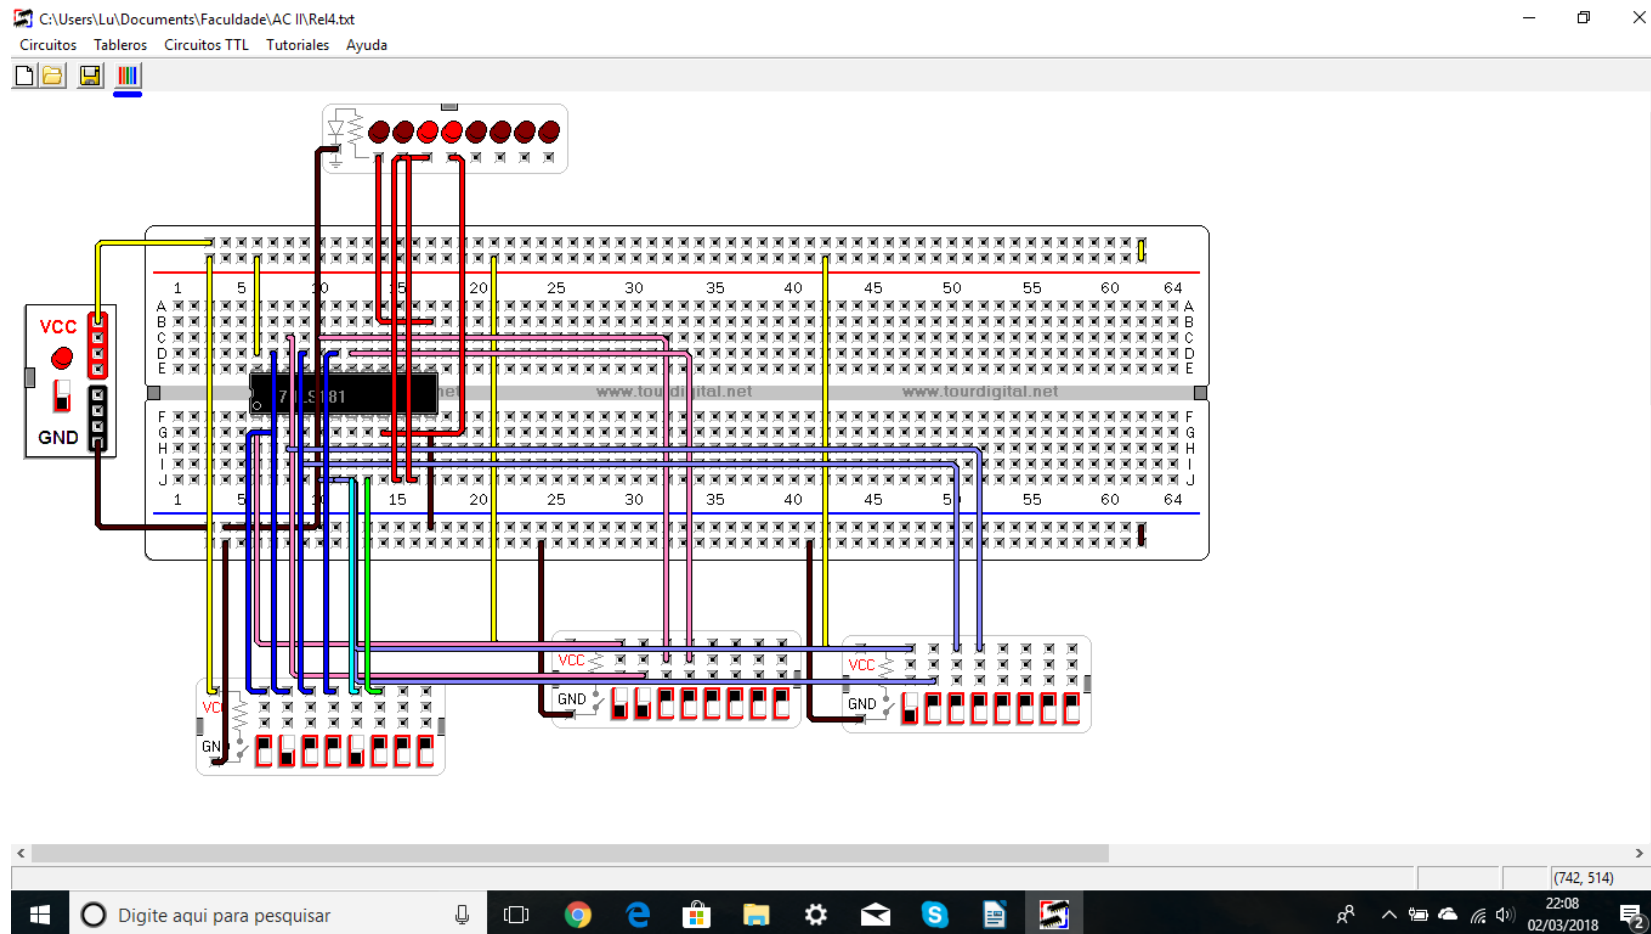 C:\Users\Lu\Documents\Faculdade\AC II\Rel4.txt
Circuitos Tableros Circuitos TTL Tutoriales Ayuda
1 5 10 15 20 25 30 35 40 45 50 55 60 64
A A
B B
C C
D D
E E
VCC
GND
www.tourdigital.net www.tourdigital.net
F F
G G
H H
I I
J J
1 5 10 15 20 25 30 35 40 45 50 55 60 64
VCC
GND
VCC
GND
(742, 514)
Digite aqui para pesquisar
22:08
02/03/2018
2